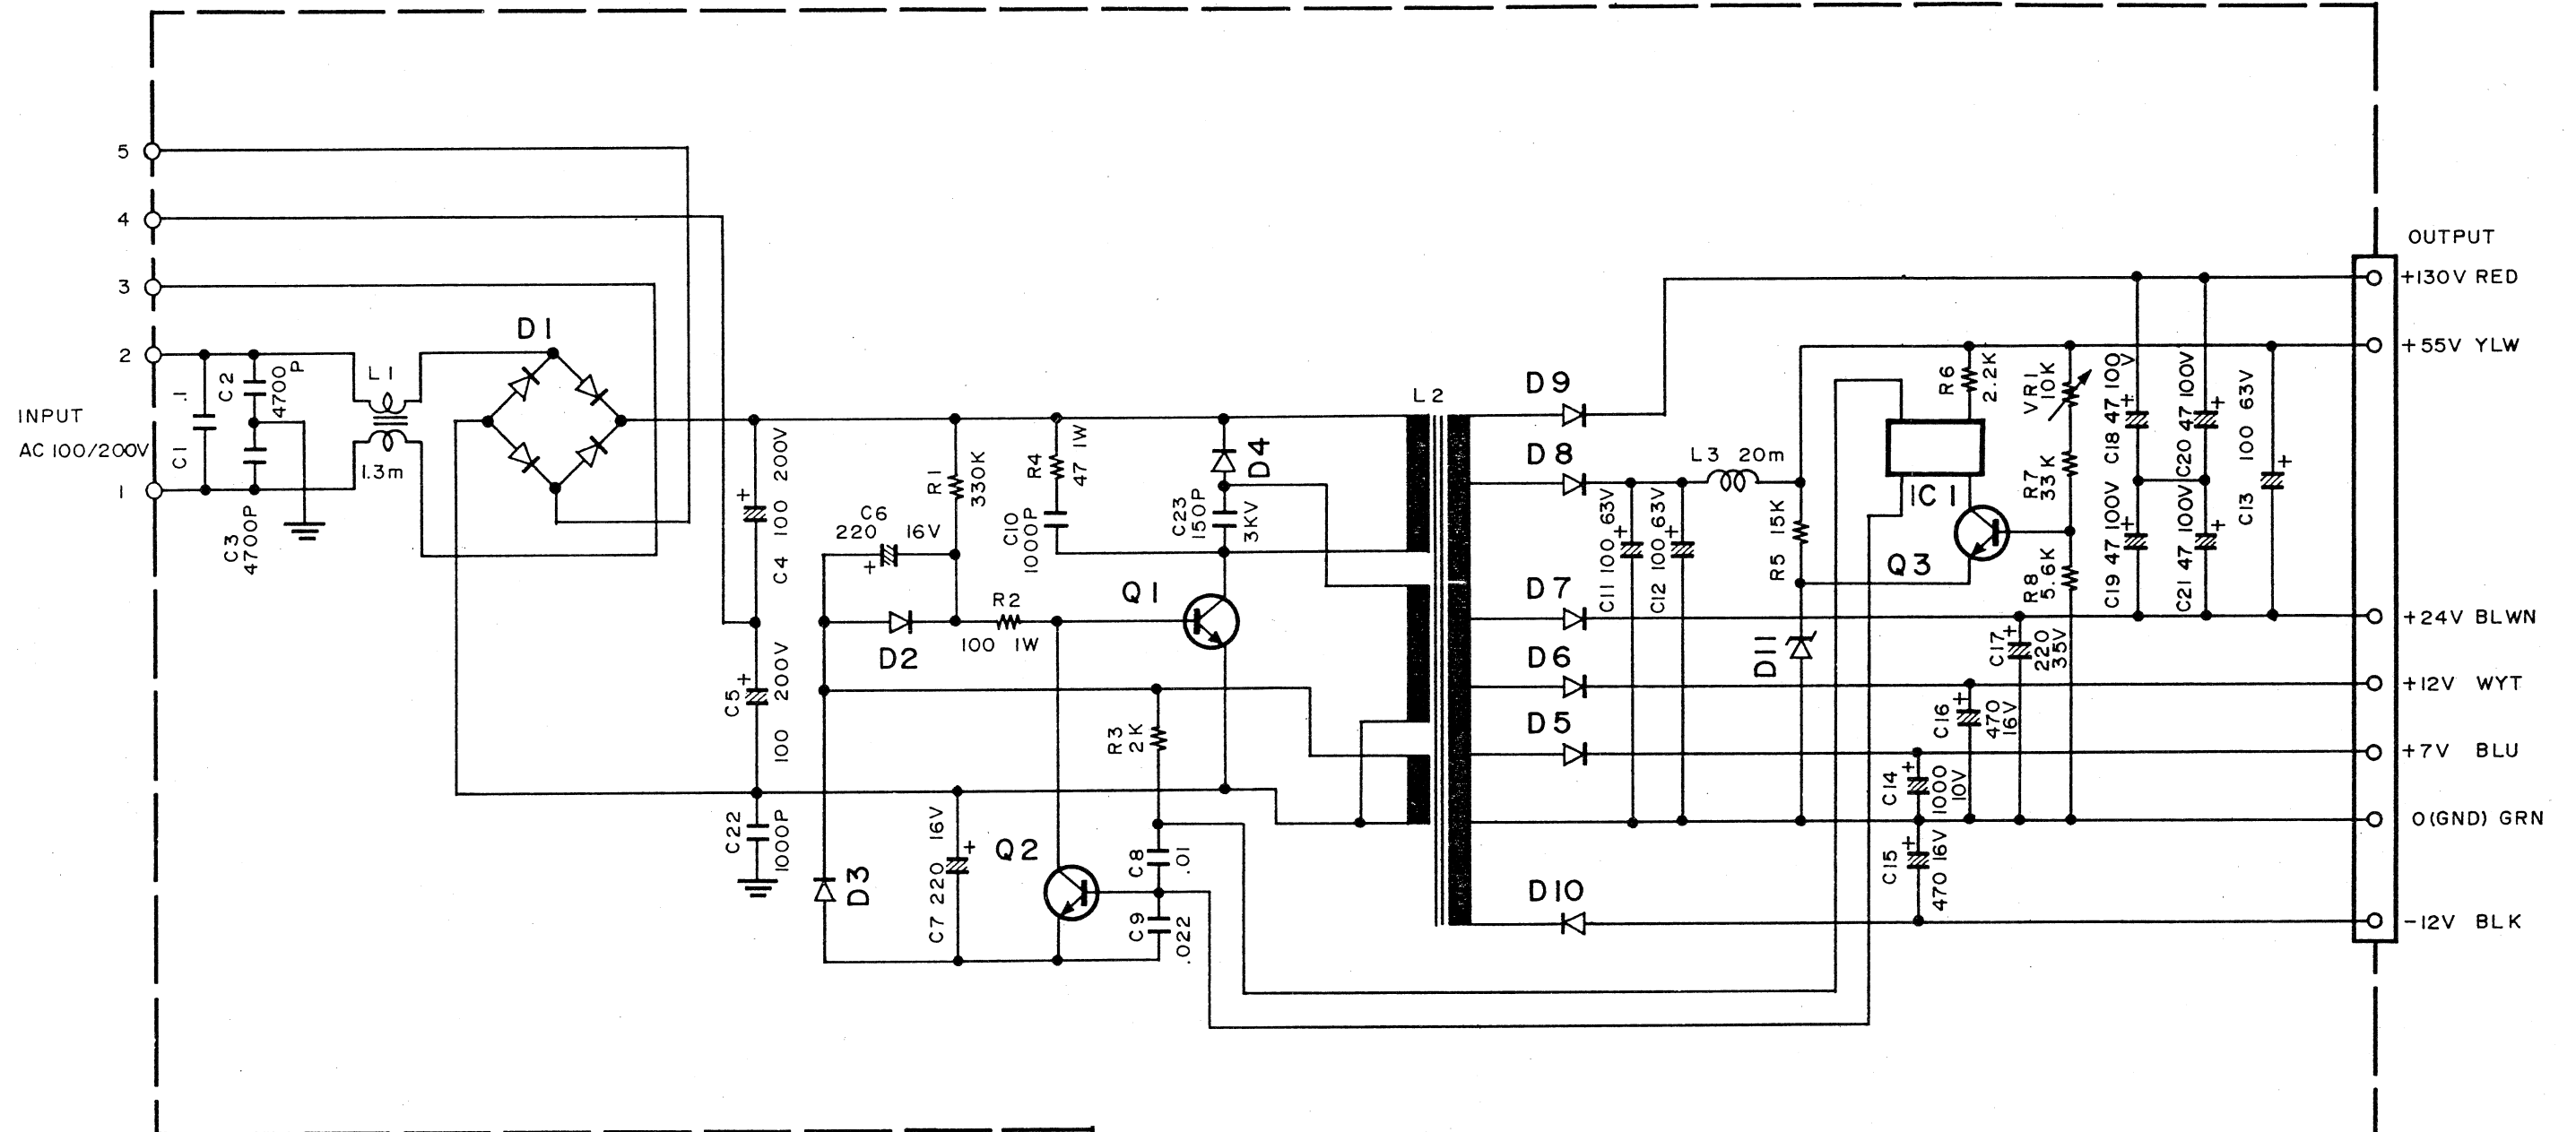 5
4
3
2
1
INPUT
AC 100/200V
C1 .1
C2 4700 P
C3 4700P
L1
1.3m
D1
C4 100 200V
C5 100 200V
C22 1000P
C6
220 16V
R1 330K
R4 47 1W
C10 1000P
C23 150P 3KV
D4
D2
R2
100 1W
Q1
R3 2K
D3
C7 220 16V
Q2
C8 .01
C9 .022
L2
D9
D8
D7
D6
D5
D10
L3 20m
C11 100 63V
C12 100 63V
R5 15K
D11
IC1
R6 2.2K
VR1 10K
R7 33K
R8 5.6K
Q3
C18 47 100V
C20 47 100V
C19 47 100V
C21 47 100V
C13 100 63V
C17 220 35V
C16 470 16V
C14 1000 10V
C15 470 16V
OUTPUT
+130V RED
+55V YLW
+24V BLWN
+12V WYT
+7V BLU
0(GND) GRN
-12V BLK